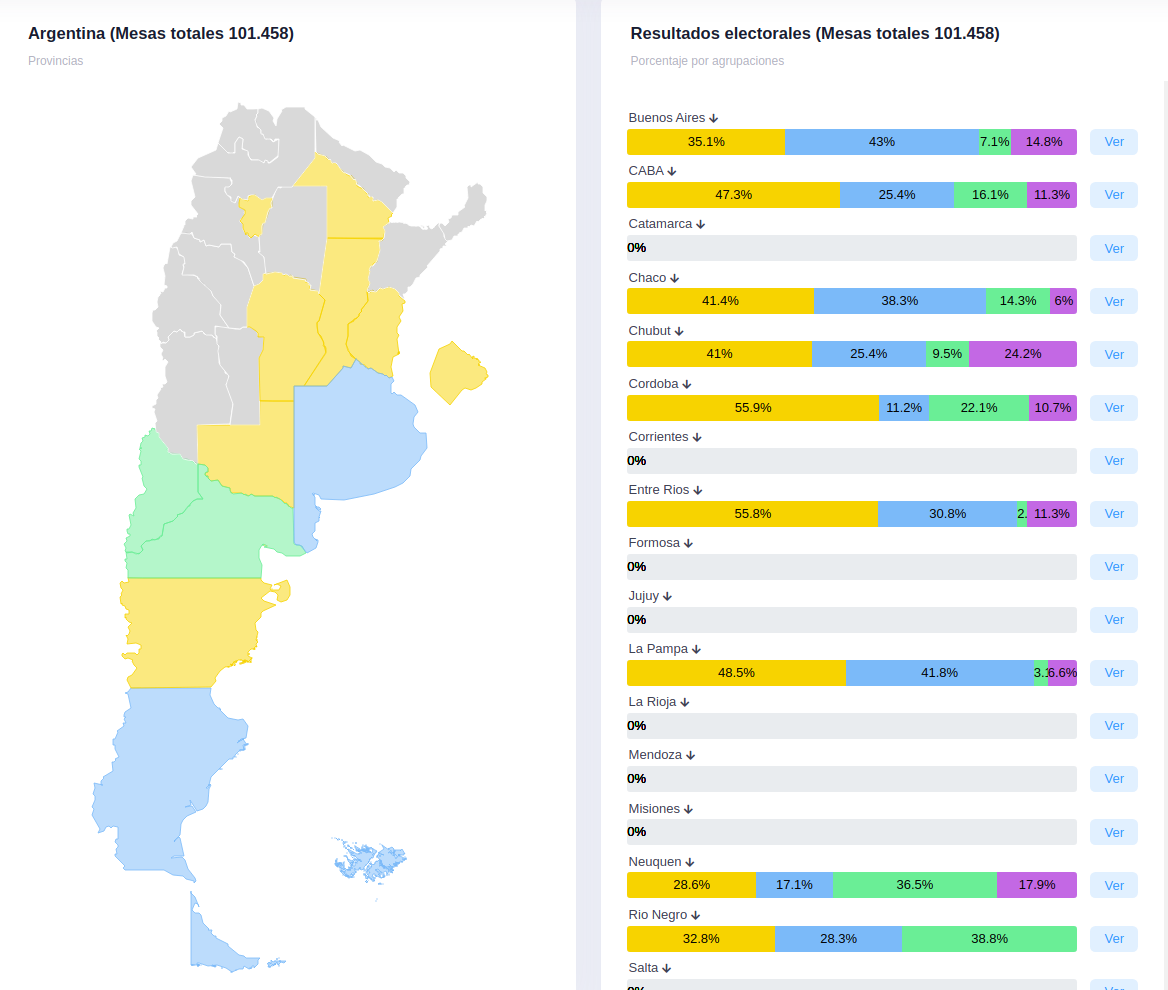 Argentina (Mesas totales 101.458)
Provincias
Resultados electorales (Mesas totales 101.458)
Porcentaje por agrupaciones
Buenos Aires
35.1% 43% 7.1% 14.8% Ver
CABA
47.3% 25.4% 16.1% 11.3% Ver
Catamarca
0% Ver
Chaco
41.4% 38.3% 14.3% 6% Ver
Chubut
41% 25.4% 9.5% 24.2% Ver
Cordoba
55.9% 11.2% 22.1% 10.7% Ver
Corrientes
0% Ver
Entre Rios
55.8% 30.8% 2. 11.3% Ver
Formosa
0% Ver
Jujuy
0% Ver
La Pampa
48.5% 41.8% 3.1 6.6% Ver
La Rioja
0% Ver
Mendoza
0% Ver
Misiones
0% Ver
Neuquen
28.6% 17.1% 36.5% 17.9% Ver
Rio Negro
32.8% 28.3% 38.8% Ver
Salta
0% Ver